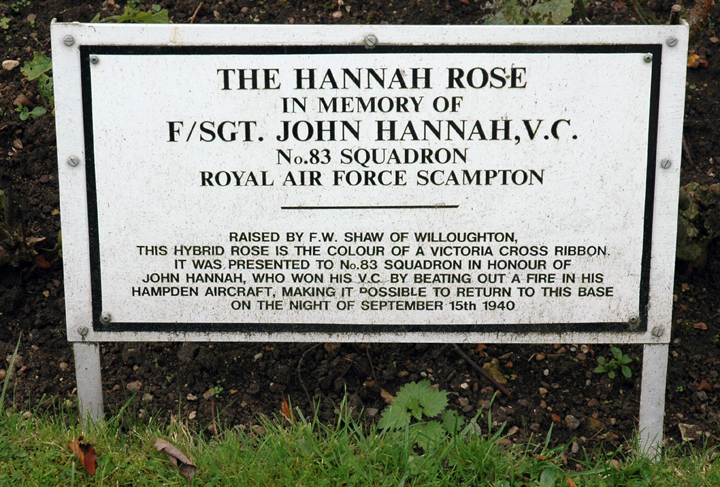 THE HANNAH ROSE
IN MEMORY OF
F/SGT. JOHN HANNAH, V.C.
No.83 SQUADRON
ROYAL AIR FORCE SCAMPTON
RAISED BY F.W. SHAW OF WILLOUGHTON,
THIS HYBRID ROSE IS THE COLOUR OF A VICTORIA CROSS RIBBON.
IT WAS PRESENTED TO No.83 SQUADRON IN HONOUR OF
JOHN HANNAH, WHO WON HIS V.C. BY BEATING OUT A FIRE IN HIS
HAMPDEN AIRCRAFT, MAKING IT POSSIBLE TO RETURN TO THIS BASE
ON THE NIGHT OF SEPTEMBER 15th 1940